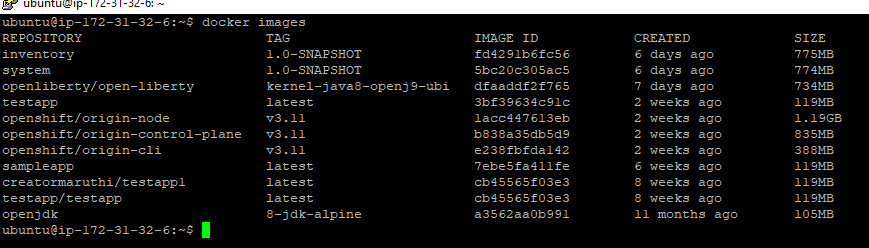 ubuntu@ip-172-31-32-6: ~
ubuntu@ip-172-31-32-6:~$ docker images
REPOSITORY TAG IMAGE ID CREATED SIZE
inventory 1.0-SNAPSHOT fd4291b6fc56 6 days ago 775MB
system 1.0-SNAPSHOT 5bc20c305ac5 6 days ago 774MB
openliberty/open-liberty kernel-java8-openj9-ubi dfaaddf2f765 7 days ago 734MB
testapp latest 3bf39634c91c 2 weeks ago 119MB
openshift/origin-node v3.11 1acc447613eb 2 weeks ago 1.19GB
openshift/origin-control-plane v3.11 b838a35db5d9 2 weeks ago 835MB
openshift/origin-cli v3.11 e238fbfda142 2 weeks ago 388MB
sampleapp latest 7ebe5fa411fe 6 weeks ago 119MB
creatormaruthi/testapp1 latest cb45565f03e3 8 weeks ago 119MB
testapp/testapp latest cb45565f03e3 8 weeks ago 119MB
openjdk 8-jdk-alpine a3562aa0b991 11 months ago 105MB
ubuntu@ip-172-31-32-6:~$